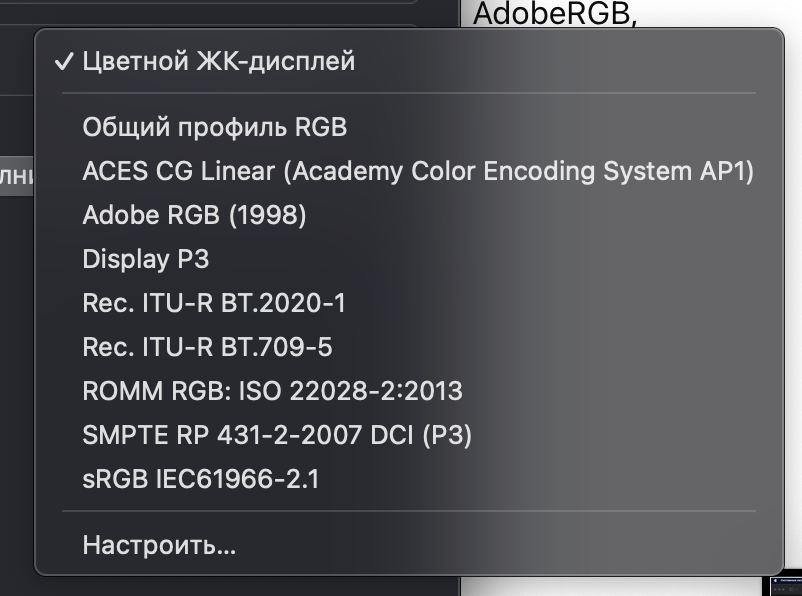 AdobeRGB,
✓ Цветной ЖК-дисплей
Общий профиль RGB
ACES CG Linear (Academy Color Encoding System AP1)
Adobe RGB (1998)
Display P3
Rec. ITU-R BT.2020-1
Rec. ITU-R BT.709-5
ROMM RGB: ISO 22028-2:2013
SMPTE RP 431-2-2007 DCI (P3)
sRGB IEC61966-2.1
Настроить...